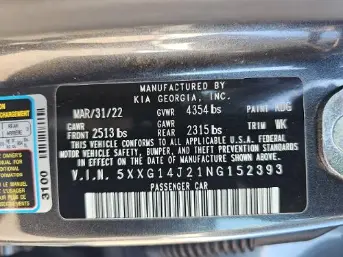 MANUFACTURED BY
KIA GEORGIA, INC.
MAR/31/22 GVWR 4354 lbs PAINT KDG
GAWR FRONT 2513 lbs GAWR REAR 2315 lbs TRIM WK
THIS VEHICLE CONFORMS TO ALL APPLICABLE U.S.A. FEDERAL
MOTOR VEHICLE SAFETY, BUMPER, AND THEFT PREVENTION STANDARDS
IN EFFECT ON THE DATE OF MANUFACTURE SHOWN ABOVE.
V.I.N. 5XXG14J21NG152393
PASSENGER CAR
3100